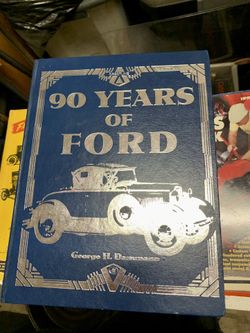 90 YEARS
OF
FORD
George H. Dammann